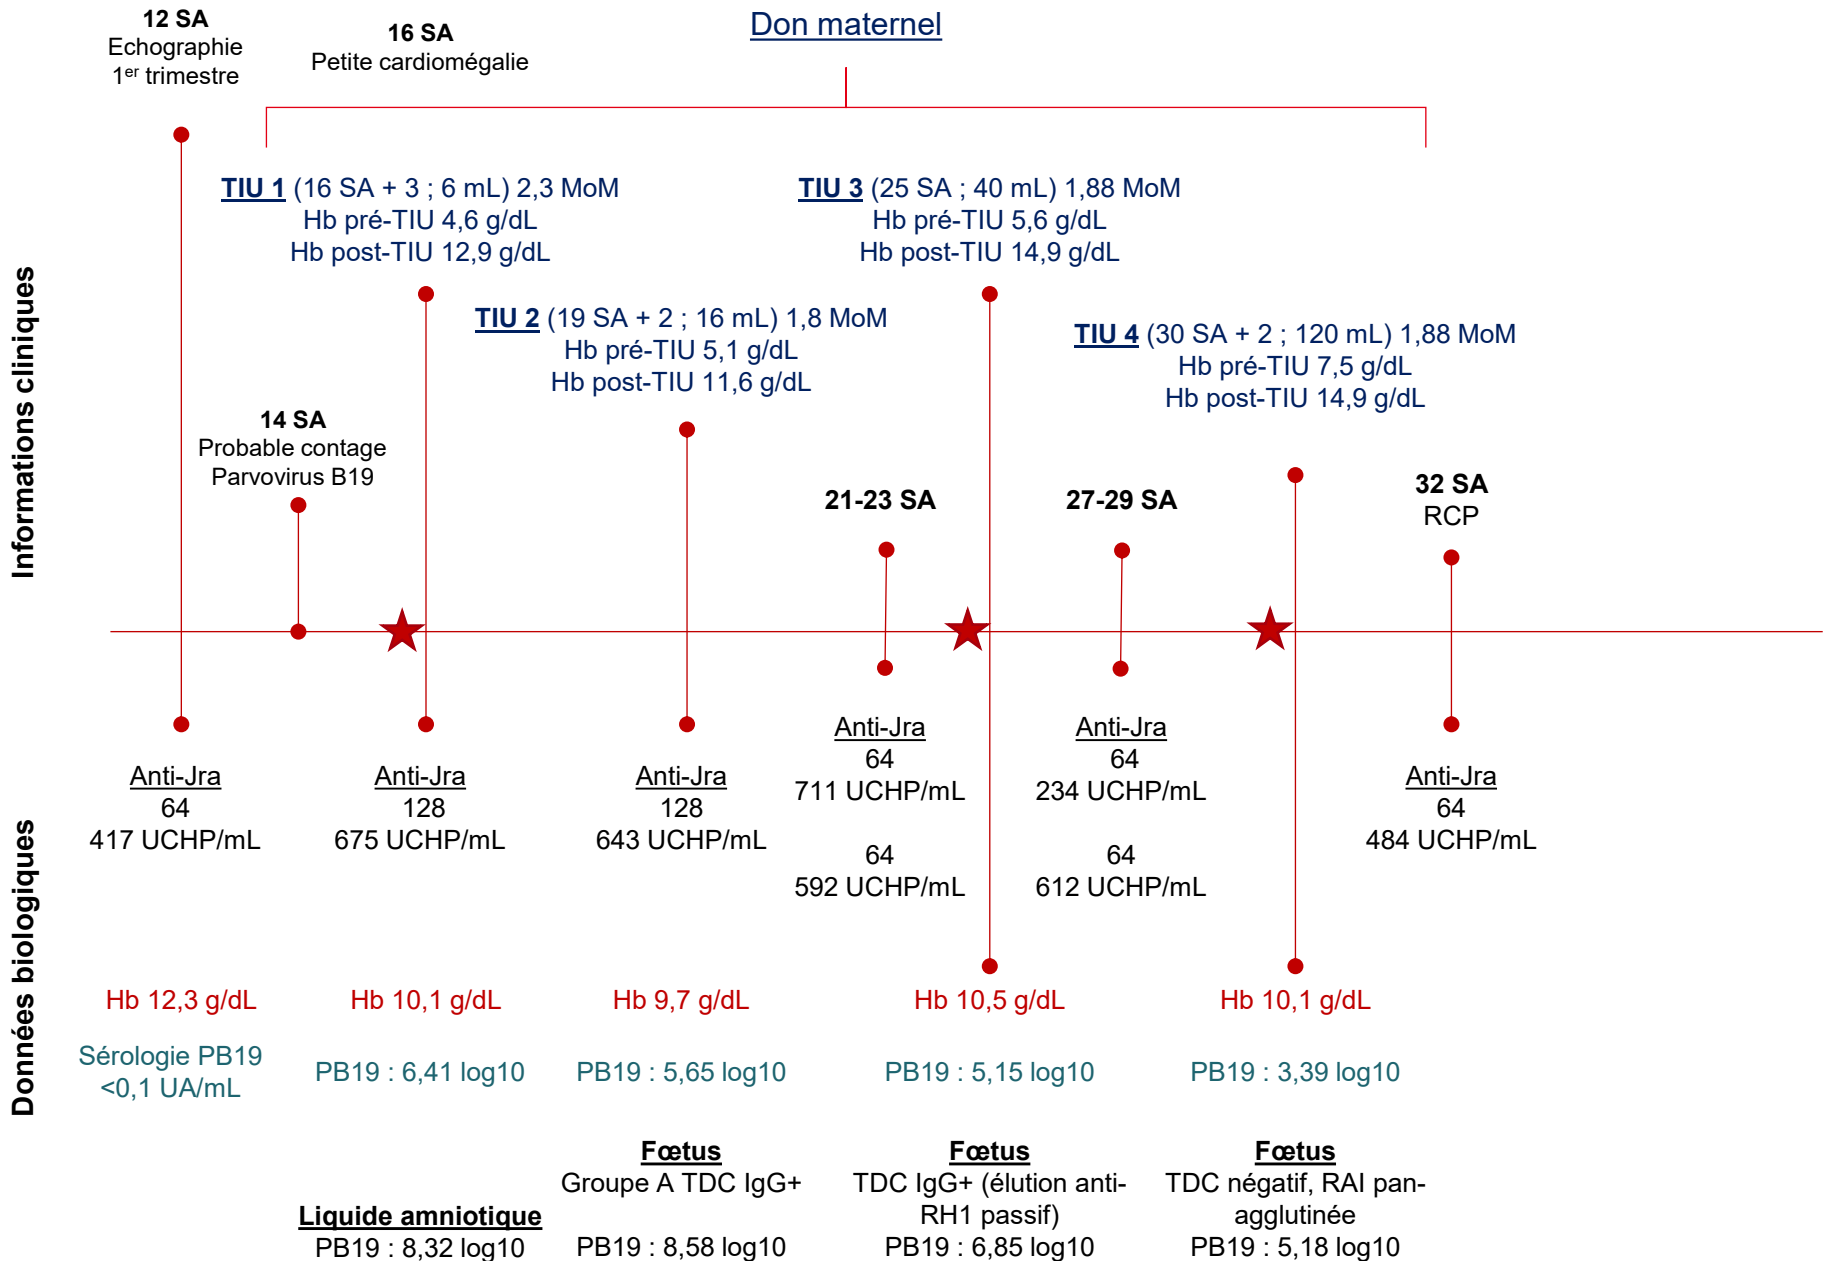 12 SA
Echographie
1er trimestre
16 SA
Petite cardiomégalie
Don maternel
Informations cliniques
TIU 1 (16 SA + 3 ; 6 mL) 2,3 MoM
Hb pré-TIU 4,6 g/dL
Hb post-TIU 12,9 g/dL
TIU 3 (25 SA ; 40 mL) 1,88 MoM
Hb pré-TIU 5,6 g/dL
Hb post-TIU 14,9 g/dL
TIU 2 (19 SA + 2 ; 16 mL) 1,8 MoM
Hb pré-TIU 5,1 g/dL
Hb post-TIU 11,6 g/dL
TIU 4 (30 SA + 2 ; 120 mL) 1,88 MoM
Hb pré-TIU 7,5 g/dL
Hb post-TIU 14,9 g/dL
14 SA
Probable contage
Parvovirus B19
21-23 SA
27-29 SA
32 SA
RCP
Données biologiques
Anti-Jra
64
417 UCHP/mL
Anti-Jra
128
675 UCHP/mL
Anti-Jra
128
643 UCHP/mL
Anti-Jra
64
711 UCHP/mL
64
592 UCHP/mL
Anti-Jra
64
234 UCHP/mL
64
612 UCHP/mL
Anti-Jra
64
484 UCHP/mL
Hb 12,3 g/dL
Hb 10,1 g/dL
Hb 9,7 g/dL
Hb 10,5 g/dL
Hb 10,1 g/dL
Sérologie PB19
<0,1 UA/mL
PB19 : 6,41 log10
PB19 : 5,65 log10
PB19 : 5,15 log10
PB19 : 3,39 log10
Liquide amniotique
PB19 : 8,32 log10
Fœtus
Groupe A TDC IgG+
PB19 : 8,58 log10
Fœtus
TDC IgG+ (élution anti-
RH1 passif)
PB19 : 6,85 log10
Fœtus
TDC négatif, RAI pan-
agglutinée
PB19 : 5,18 log10